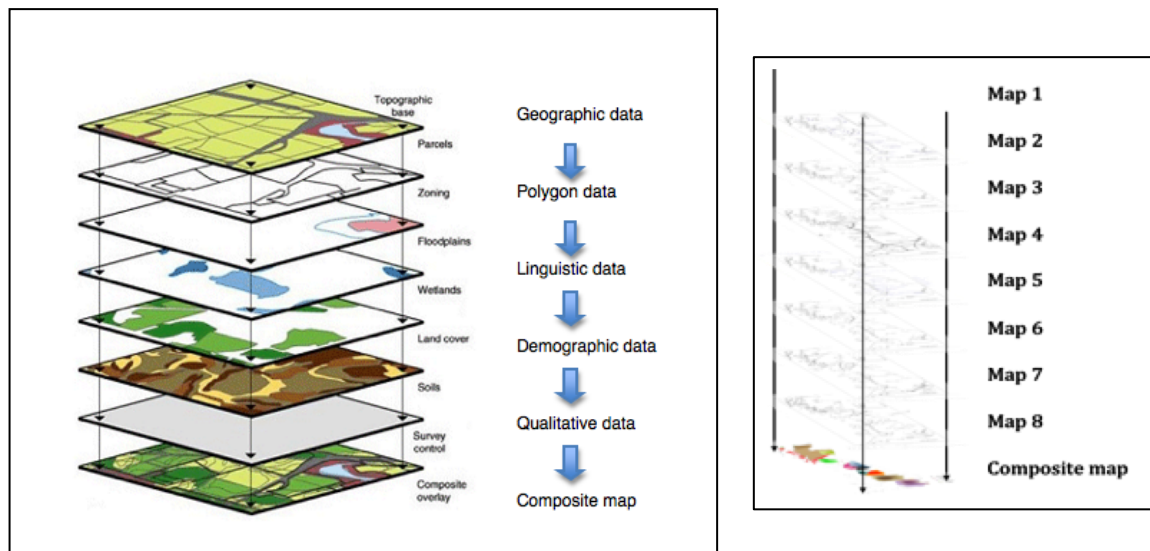 Topographic
base
Parcels
Zoning
Floodplains
Wetlands
Land cover
Soils
Survey
control
Composite
overlay
Geographic data
Polygon data
Linguistic data
Demographic data
Qualitative data
Composite map
Map 1
Map 2
Map 3
Map 4
Map 5
Map 6
Map 7
Map 8
Composite map